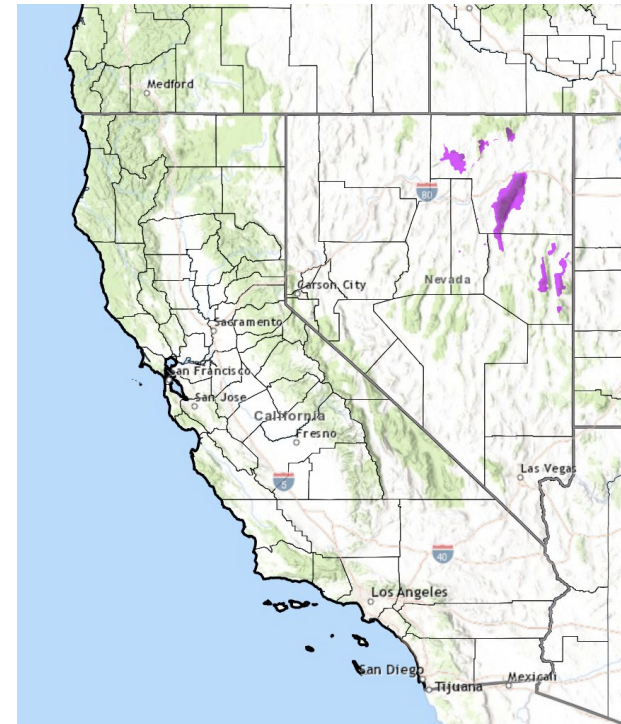 Medford
80
Nevada
Carson City
Sacramento
San Francisco
San Jose
California
Fresno
5
Las Vegas
40
Los Angeles
San Diego
Mexicali
Tijuana